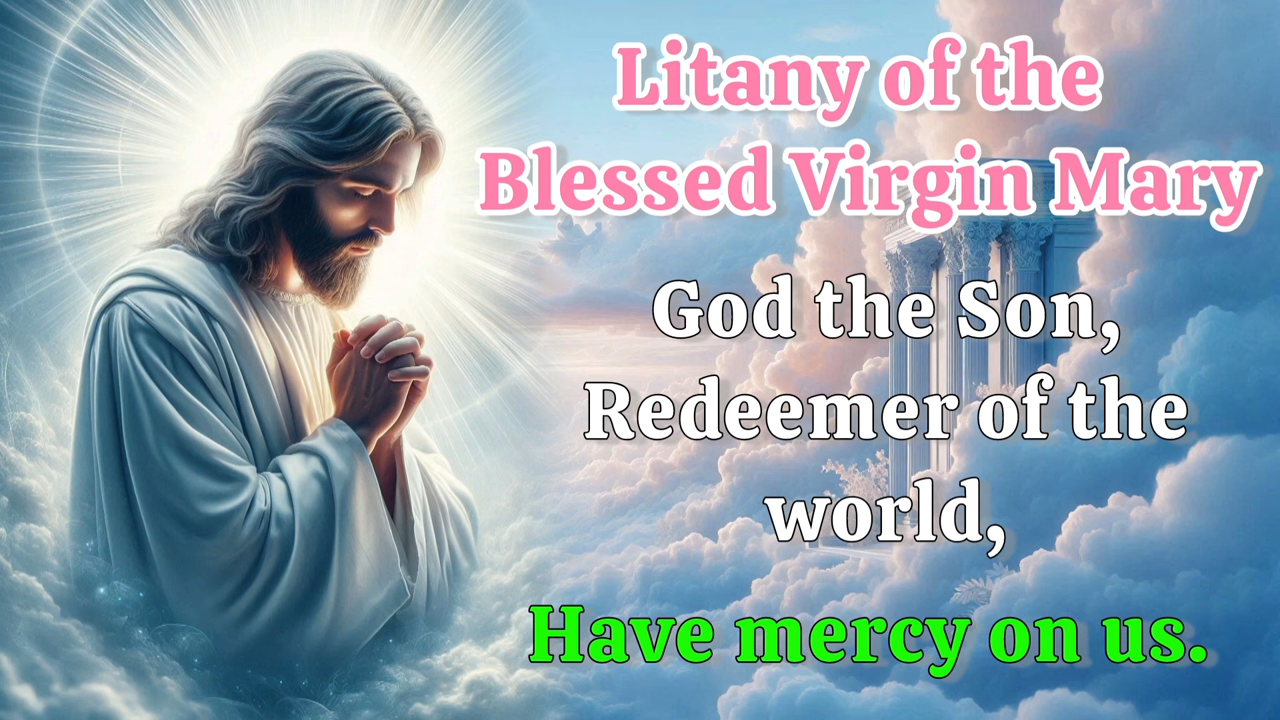 Litany of the
Blessed Virgin Mary
God the Son,
Redeemer of the
world,
Have mercy on us.